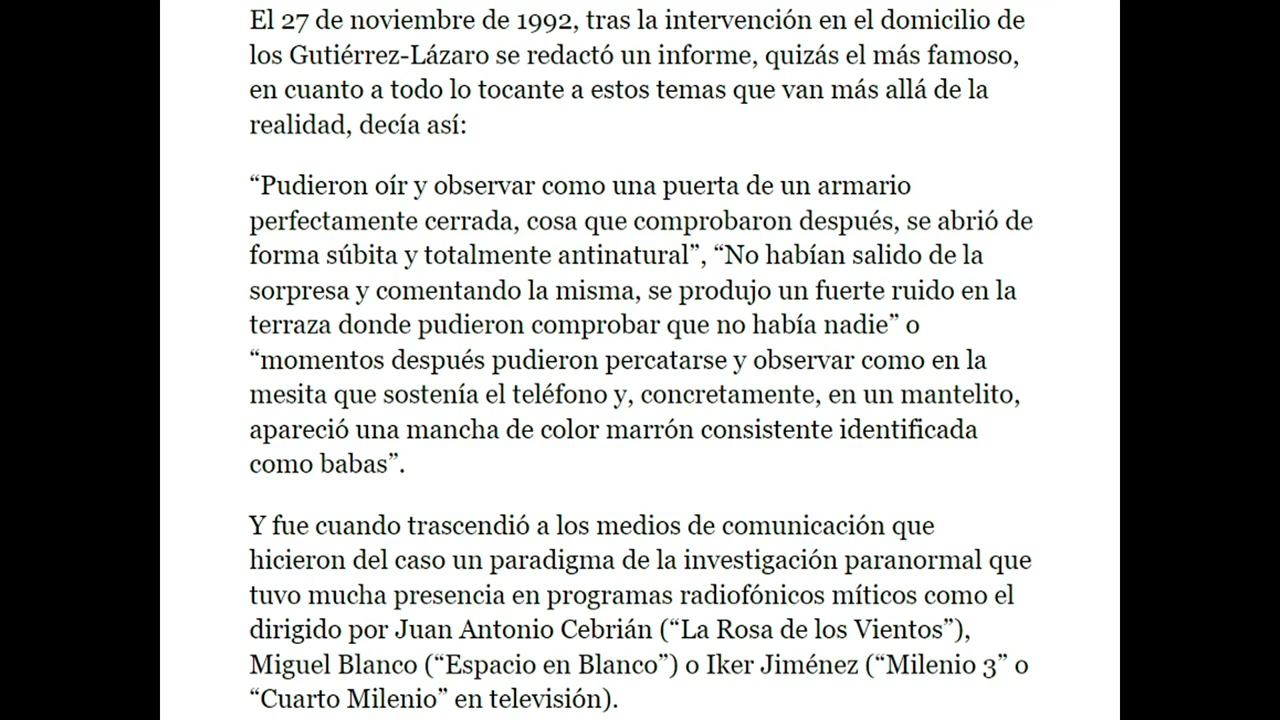 El 27 de noviembre de 1992, tras la intervención en el domicilio de
los Gutiérrez-Lázaro se redactó un informe, quizás el más famoso,
en cuanto a todo lo tocante a estos temas que van más allá de la
realidad, decía así:
“Pudieron oír y observar como una puerta de un armario
perfectamente cerrada, cosa que comprobaron después, se abrió de
forma súbita y totalmente antinatural”, “No habían salido de la
sorpresa y comentando la misma, se produjo un fuerte ruido en la
terraza donde pudieron comprobar que no había nadie” o
“momentos después pudieron percatarse y observar como en la
mesita que sostenía el teléfono y, concretamente, en un mantelito,
apareció una mancha de color marrón consistente identificada
como babas”.
Y fue cuando trascendió a los medios de comunicación que
hicieron del caso un paradigma de la investigación paranormal que
tuvo mucha presencia en programas radiofónicos míticos como el
dirigido por Juan Antonio Cebrián (“La Rosa de los Vientos”),
Miguel Blanco (“Espacio en Blanco”) o Iker Jiménez (“Milenio 3” o
“Cuarto Milenio” en televisión).